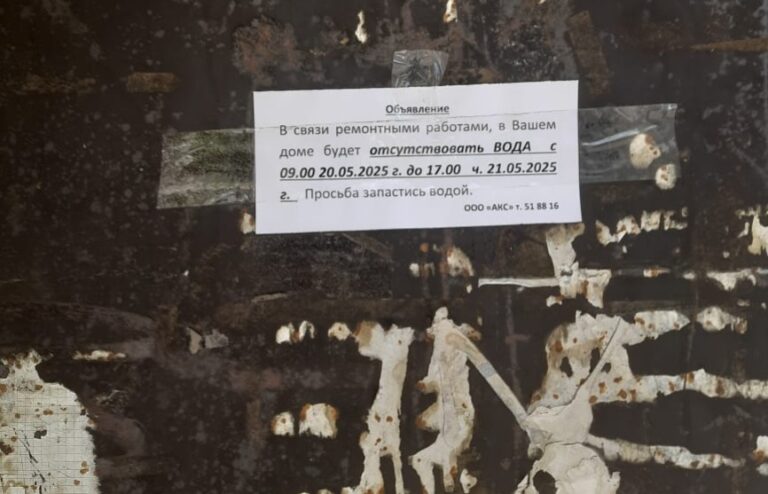 Объявление
В связи ремонтными работами, в Вашем
доме будет отсутствовать ВОДА с
09.00 20.05.2025 г. до 17.00 ч. 21.05.2025
г. Просьба запастись водой.
ООО «АКС» т. 51 88 16